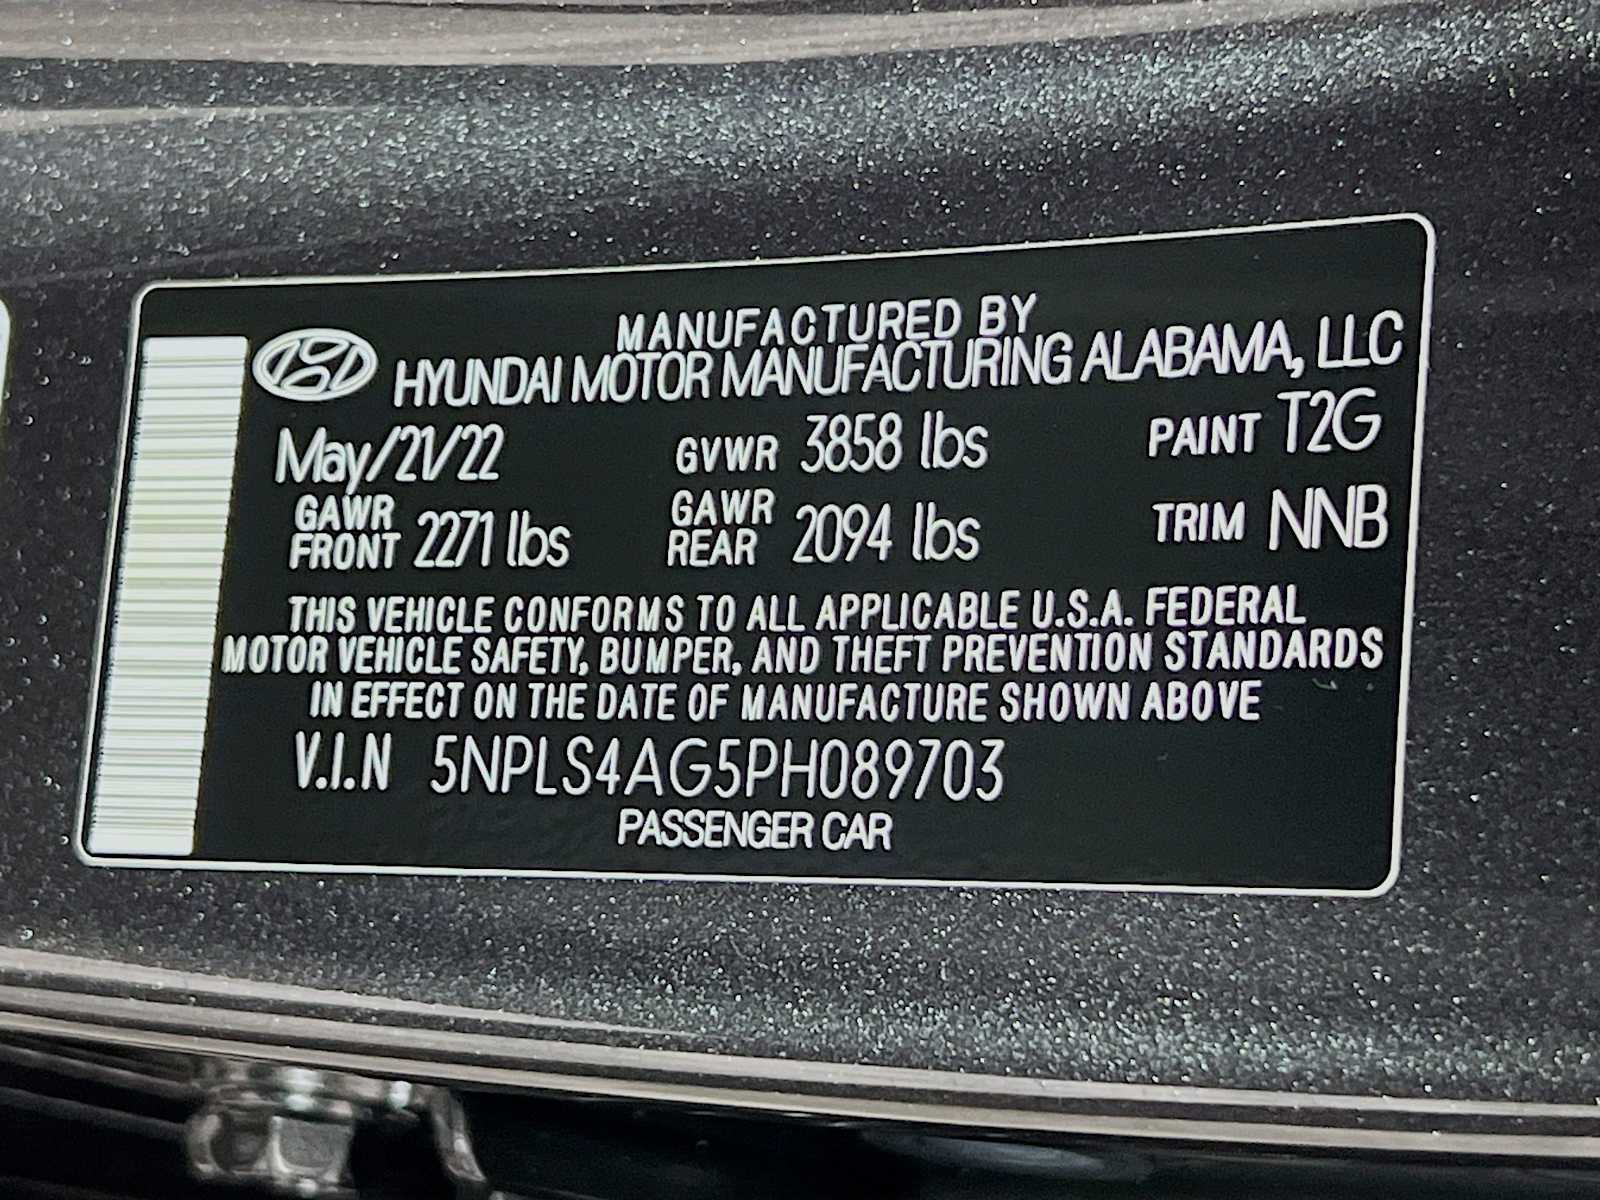 MANUFACTURED BY
HYUNDAI MOTOR MANUFACTURING ALABAMA, LLC
May/21/22 GVWR 3858 lbs PAINT T2G
GAWR FRONT 2271 lbs GAWR REAR 2094 lbs TRIM NNB
THIS VEHICLE CONFORMS TO ALL APPLICABLE U.S.A. FEDERAL
MOTOR VEHICLE SAFETY, BUMPER, AND THEFT PREVENTION STANDARDS
IN EFFECT ON THE DATE OF MANUFACTURE SHOWN ABOVE
V.I.N 5NPLS4AG5PH089703
PASSENGER CAR